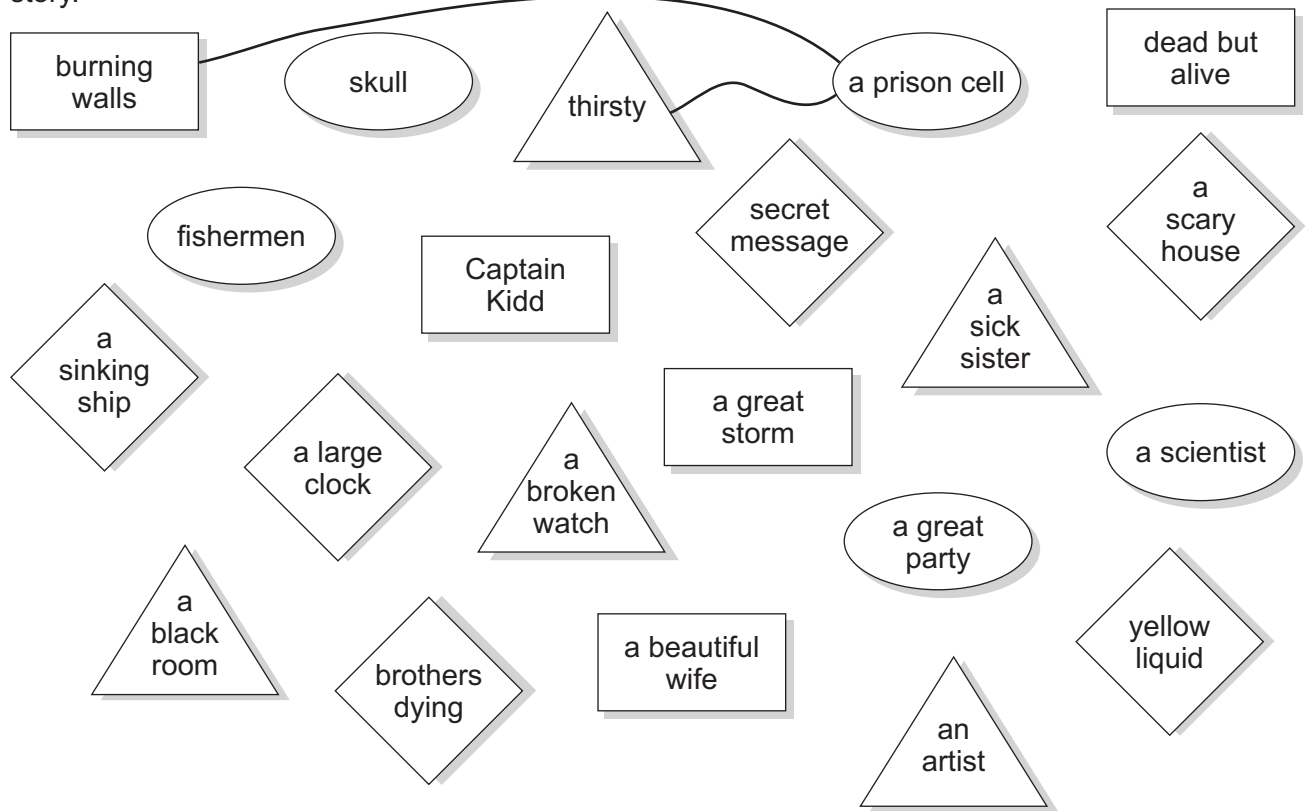 story.
burning
walls
skull
thirsty
a prison cell
dead but
alive
fishermen
Captain
Kidd
secret
message
a
scary
house
a
sinking
ship
a large
clock
a
broken
watch
a great
storm
a
sick
sister
a scientist
a
black
room
brothers
dying
a beautiful
wife
a great
party
an
artist
yellow
liquid